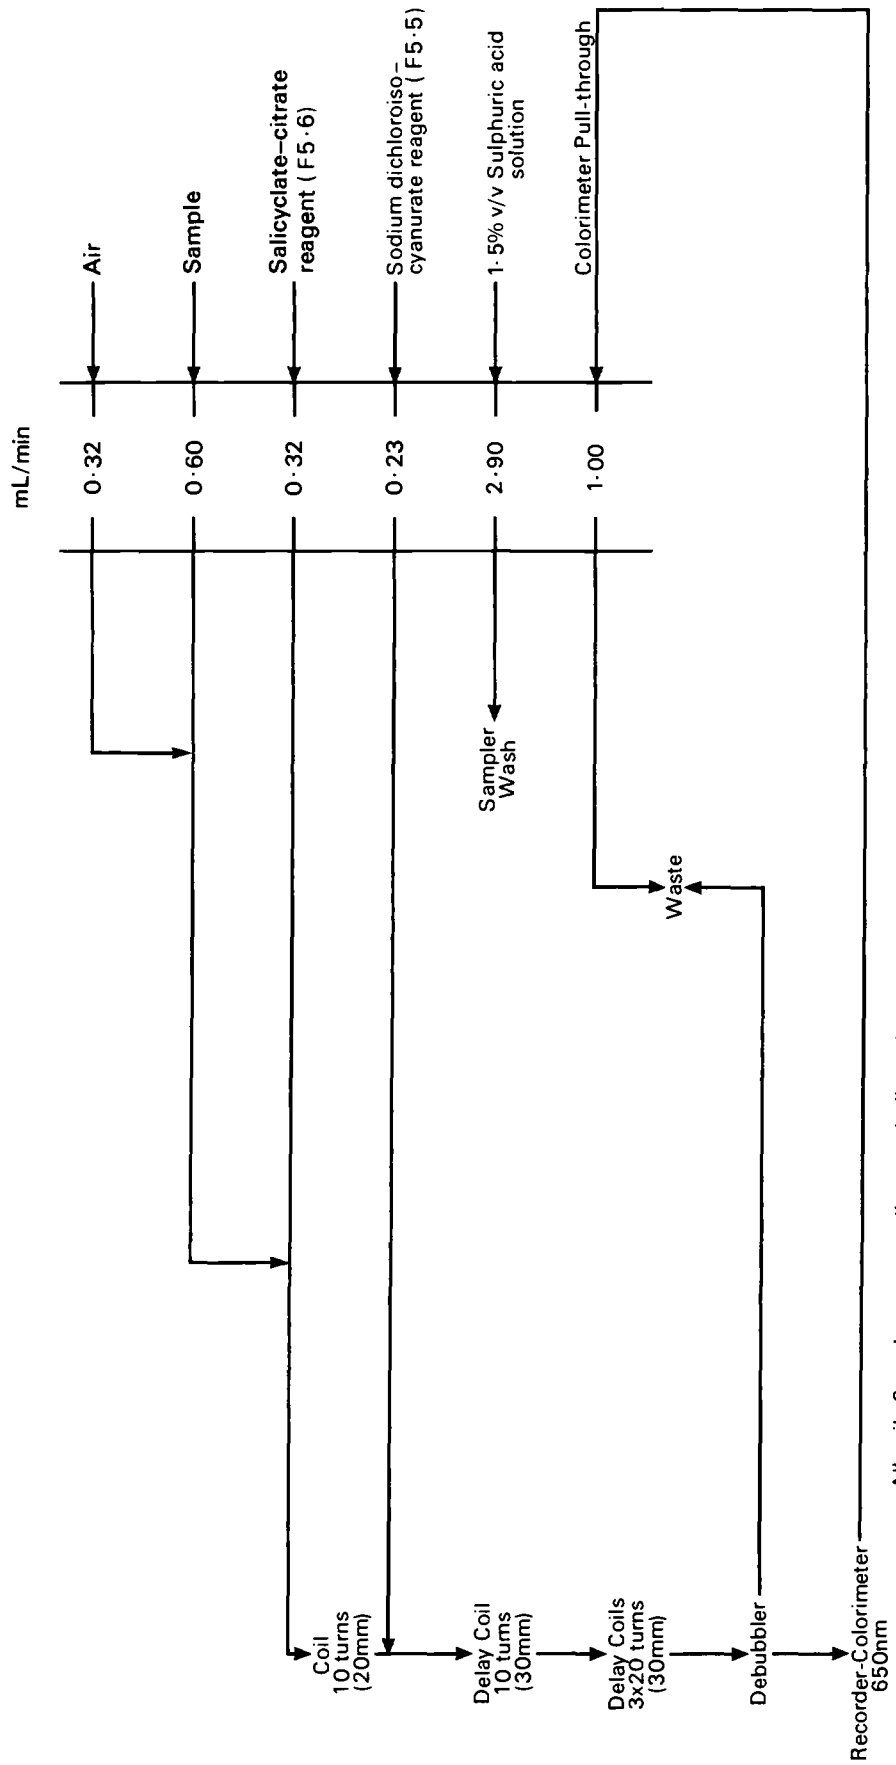 mL/min
0·32
0·60
0·32
0·23
2·90
1·00
Air
Sample
Salicyclate–citrate
reagent ( F5·6)
Sodium dichloroiso–
cyanurate reagent ( F5·5)
1·5% v/v Sulphuric acid
solution
Colorimeter Pull-through
Sampler
Wash
Waste
Coil
10 turns
(20mm)
Delay Coil
10 turns
(30mm)
Delay Coils
3x20 turns
(30mm)
Debubbler
Recorder-Colorimeter
650nm